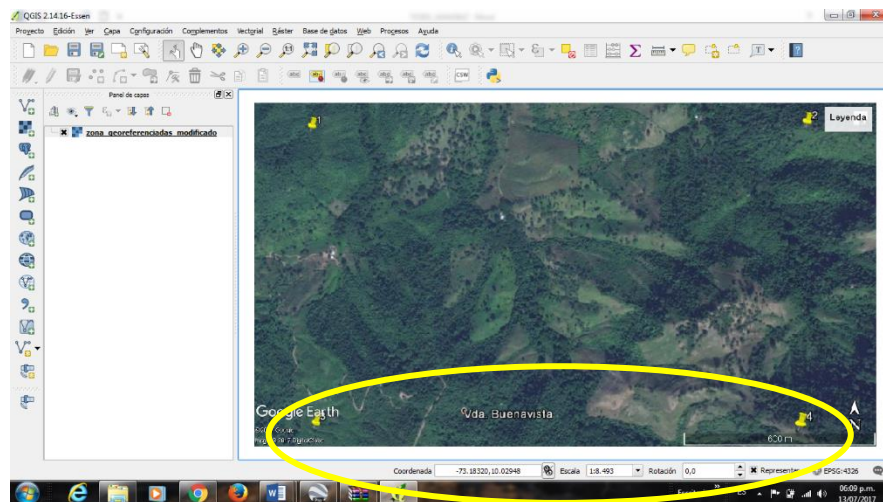 QGIS 2.14.16-Essen
Proyecto Edición Ver Capa Configuración Complementos Vectorial Ráster Base de datos Web Procesos Ayuda
CSW
Panel de capas
zona_georeferenciadas_modificado
1
2
Leyenda
Google Earth
3
Vda. Buenavista
4
N
600 m
Coordenada -73.18320,10.02948 Escala 1:8.493 Rotación 0,0 EPSG:4326
06:09 p.m.
13/07/2017